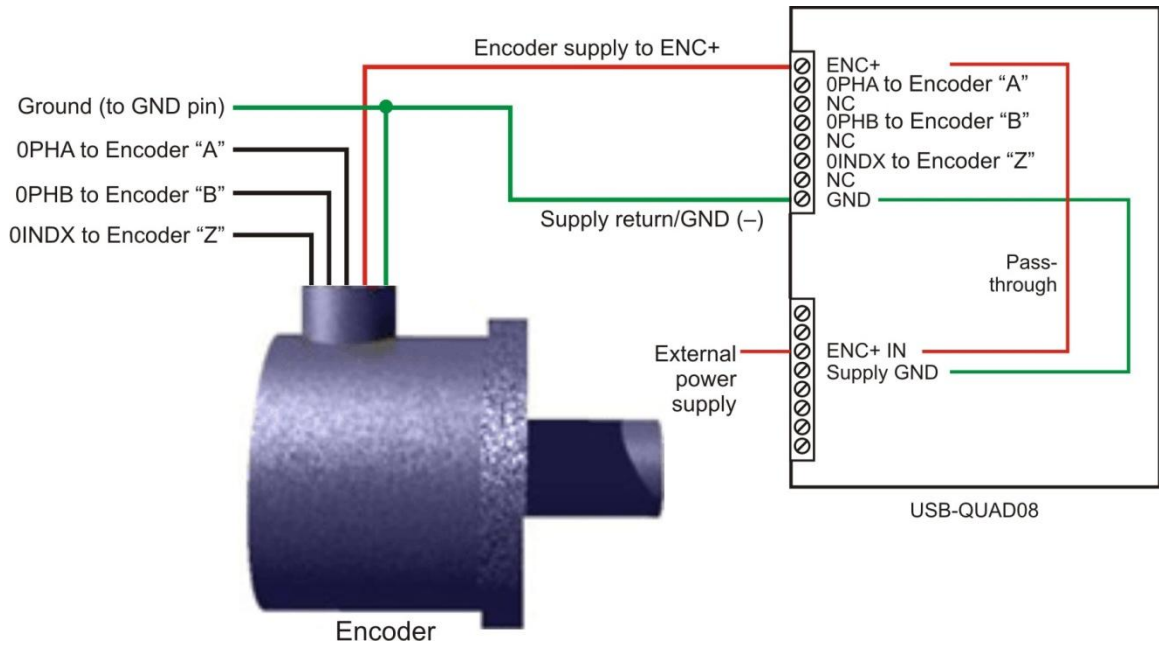 Encoder supply to ENC+
Ground (to GND pin)
0PHA to Encoder “A”
0PHB to Encoder “B”
0INDX to Encoder “Z”
Supply return/GND (–)
ENC+
0PHA to Encoder “A”
NC
0PHB to Encoder “B”
NC
0INDX to Encoder “Z”
NC
GND
Pass-
through
External
power
supply
ENC+ IN
Supply GND
USB-QUAD08
Encoder